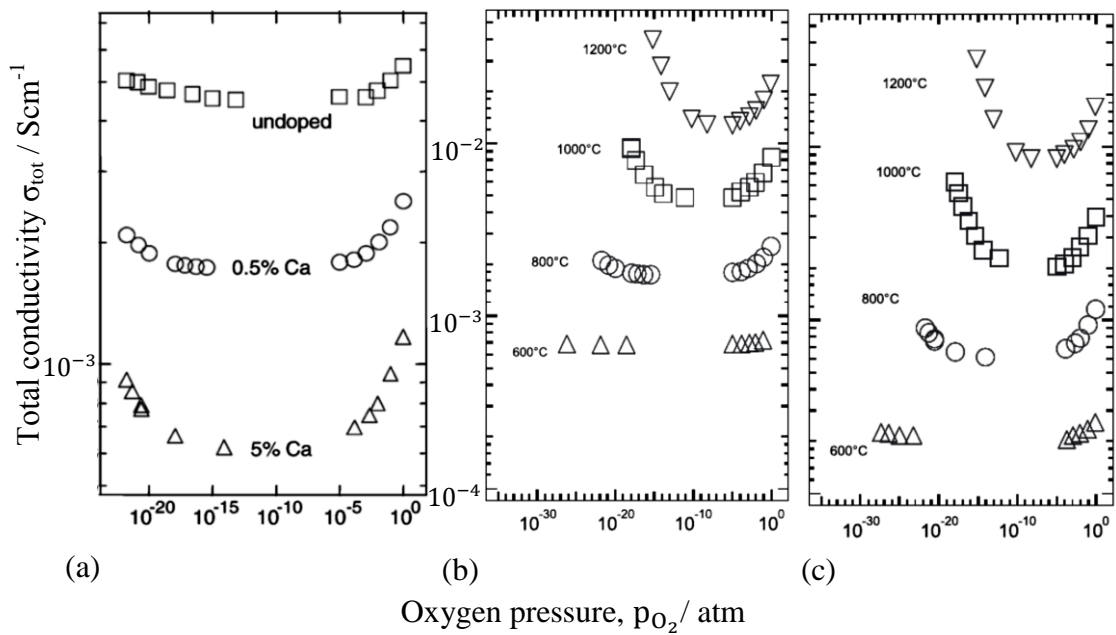 Total conductivity σtot / Scm⁻¹
undoped
0.5% Ca
5% Ca
10⁻³
10⁻²⁰ 10⁻¹⁵ 10⁻¹⁰ 10⁻⁵ 10⁰
(a)
1200°C
1000°C
800°C
600°C
10⁻²
10⁻³
10⁻⁴
10⁻³⁰ 10⁻²⁰ 10⁻¹⁰ 10⁰
(b)
1200°C
1000°C
800°C
600°C
10⁻³⁰ 10⁻²⁰ 10⁻¹⁰ 10⁰
(c)
Oxygen pressure, pO₂/ atm